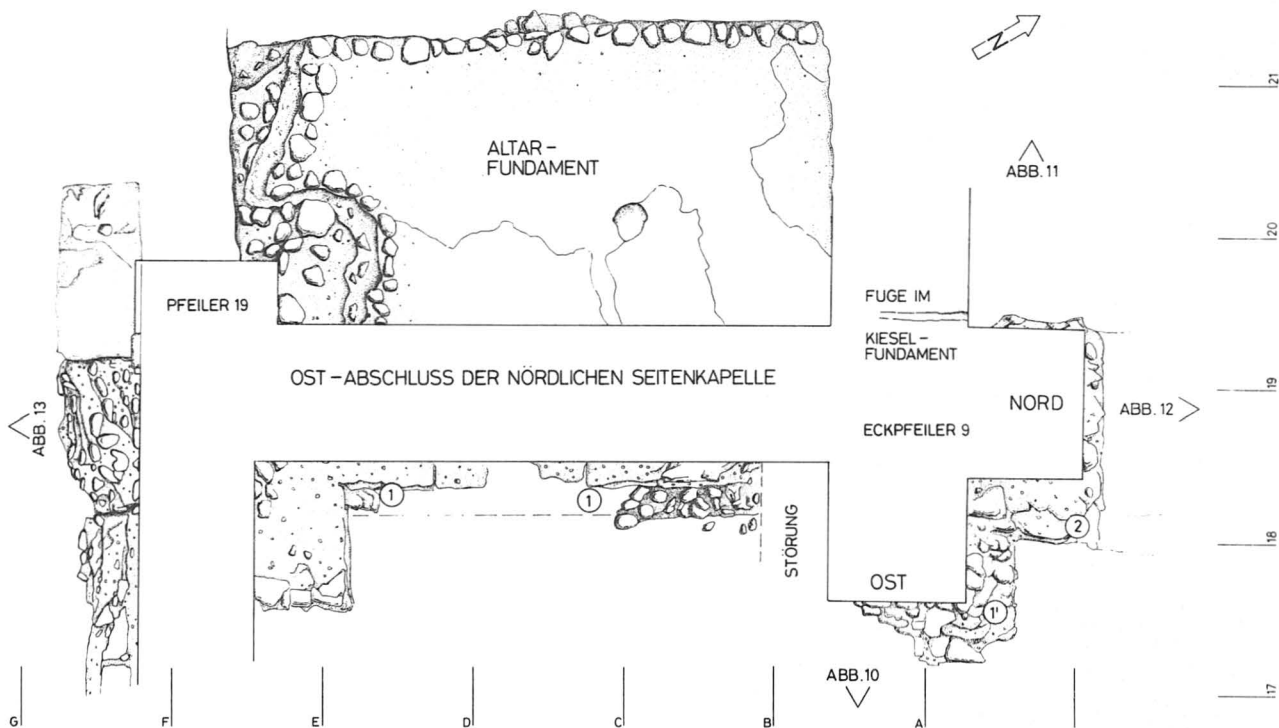 N
21
ALTAR –
FUNDAMENT
ABB. 11
20
PFEILER 19
FUGE IM
KIESEL –
FUNDAMENT
OST – ABSCHLUSS DER NÖRDLICHEN SEITENKAPELLE
19
NORD
ABB. 12
ABB. 13
ECKPFEILER 9
1
1
STÖRUNG
2
18
OST
1'
ABB. 10
17
G
F
E
D
C
B
A